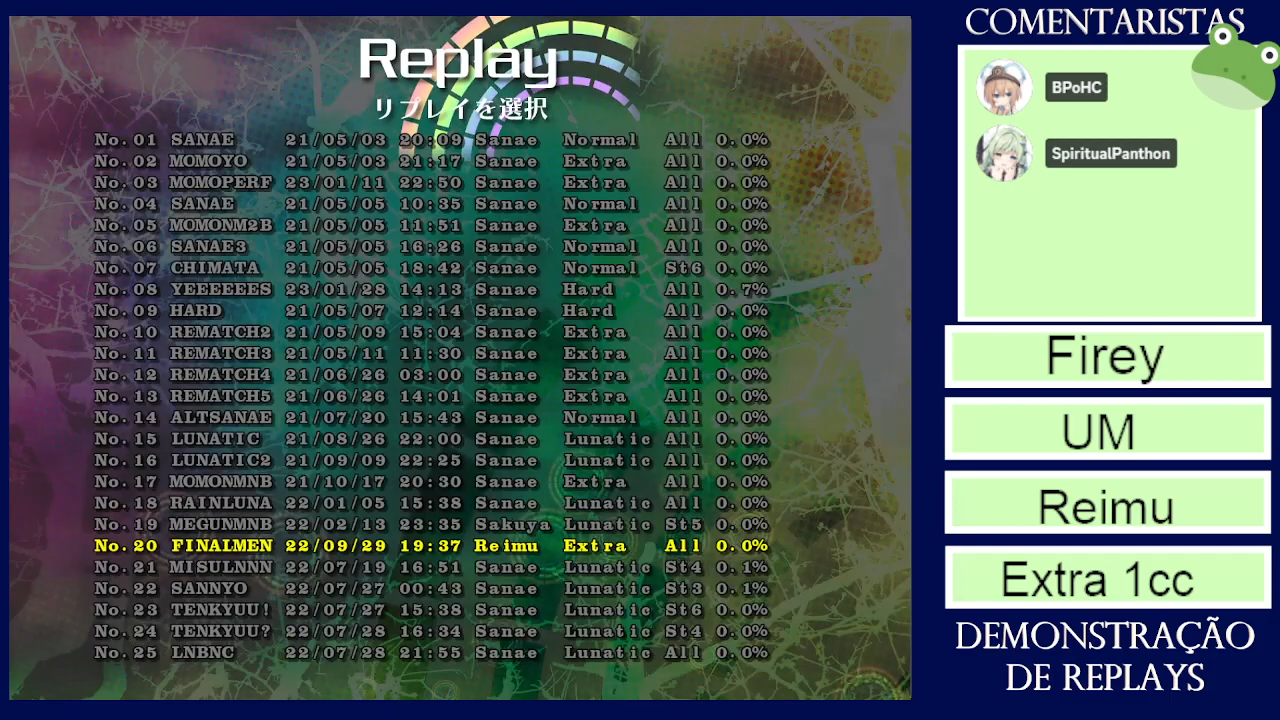 Replay
リプレイを選択
No. 01 SANAE 21/05/03 20:09 Sanae Normal All 0.0%
No. 02 MOMOYO 21/05/03 21:17 Sanae Extra All 0.0%
No. 03 MOMOPERF 23/01/11 22:50 Sanae Extra All 0.0%
No. 04 SANAE 21/05/05 10:35 Sanae Normal All 0.0%
No. 05 MOMONM2B 21/05/05 11:51 Sanae Extra All 0.0%
No. 06 SANAE3 21/05/05 16:26 Sanae Normal All 0.0%
No. 07 CHIMATA 21/05/05 18:42 Sanae Normal St6 0.0%
No. 08 YEEEEEES 23/01/28 14:13 Sanae Hard All 0.7%
No. 09 HARD 21/05/07 12:14 Sanae Hard All 0.0%
No. 10 REMATCH2 21/05/09 15:04 Sanae Extra All 0.0%
No. 11 REMATCH3 21/05/11 11:30 Sanae Extra All 0.0%
No. 12 REMATCH4 21/06/26 03:00 Sanae Extra All 0.0%
No. 13 REMATCH5 21/06/26 14:01 Sanae Extra All 0.0%
No. 14 ALTSANAE 21/07/20 15:43 Sanae Normal All 0.0%
No. 15 LUNATIC 21/08/26 22:00 Sanae Lunatic All 0.0%
No. 16 LUNATIC2 21/09/09 22:25 Sanae Lunatic All 0.0%
No. 17 MOMONMNB 21/10/17 20:30 Sanae Extra All 0.0%
No. 18 RAINLUNA 22/01/05 15:38 Sanae Lunatic All 0.0%
No. 19 MEGUNMNB 22/02/13 23:35 Sakuya Lunatic St5 0.0%
No. 20 FINALMEN 22/09/29 19:37 Reimu Extra All 0.0%
No. 21 MISULNNN 22/07/19 16:51 Sanae Lunatic St4 0.1%
No. 22 SANNYO 22/07/27 00:43 Sanae Lunatic St3 0.1%
No. 23 TENKYUU! 22/07/27 15:38 Sanae Lunatic St6 0.0%
No. 24 TENKYUU? 22/07/28 16:34 Sanae Lunatic St4 0.0%
No. 25 LNBNC 22/07/28 21:55 Sanae Lunatic St6 0.0%
COMENTARISTAS
BPoHC
SpiritualPanthon
Firey
UM
Reimu
Extra 1cc
DEMONSTRAÇÃO
DE REPLAYS